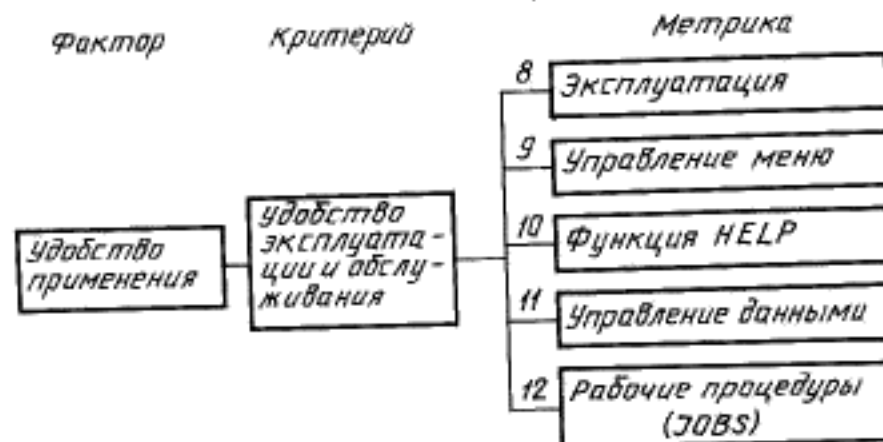 Фактор
Критерий
Метрика
Удобство
применения
Удобство
эксплуата-
ции и обслу-
живания
8
Эксплуатация
9
Управление меню
10
Функция HELP
11
Управление данными
12
Рабочие процедуры
(JOBS)